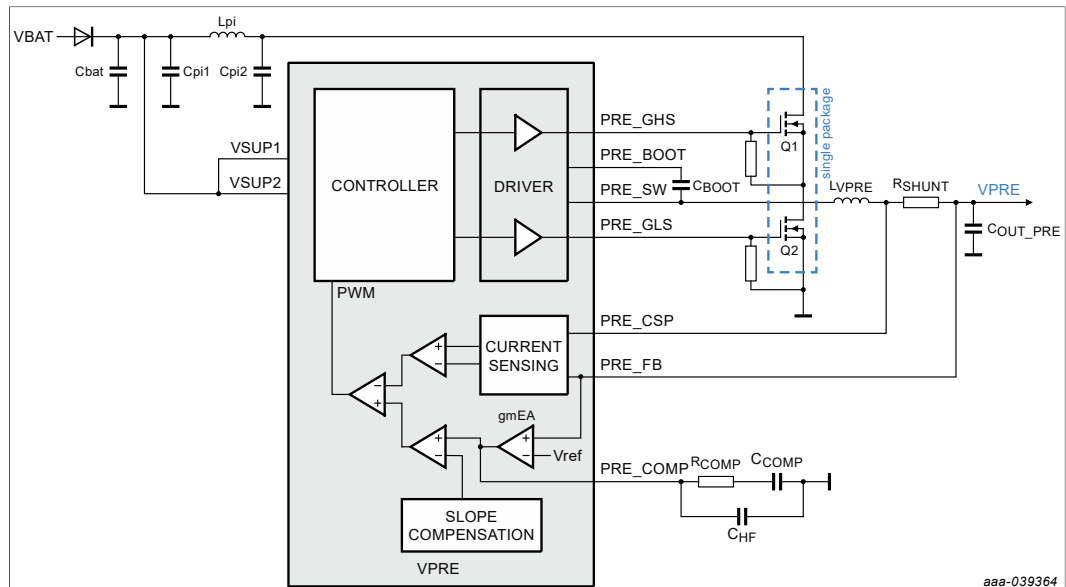 VBAT
Lpi
Cbat
Cpi1
Cpi2
VSUP1
VSUP2
CONTROLLER
DRIVER
PRE_GHS
PRE_BOOT
PRE_SW
PRE_GLS
CBOOT
single package
Q1
Q2
LVPRE
RSHUNT
VPRE
COUT_PRE
PWM
CURRENT
SENSING
PRE_CSP
PRE_FB
+
−
−
+
+
−
gmEA
+
−
Vref
PRE_COMP
RCOMP
CCOMP
CHF
SLOPE
COMPENSATION
VPRE
aaa-039364